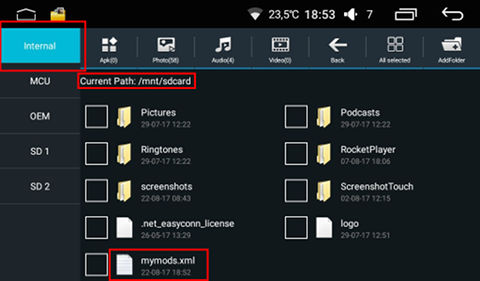 23,5°C 18:53 7
Internal
Apk(0) Photo(58) Audio(4) Video(0) Back All selected AddFolder
MCU
Current Path: /mnt/sdcard
OEM
SD 1
SD 2
Pictures
29-07-17 12:22
Podcasts
29-07-17 12:22
Ringtones
29-07-17 12:22
RocketPlayer
07-08-17 18:06
screenshots
22-08-17 08:43
ScreenshotTouch
02-08-17 12:15
.net_easyconn_license
26-05-17 13:29
logo
29-07-17 12:51
mymods.xml
22-08-17 18:52